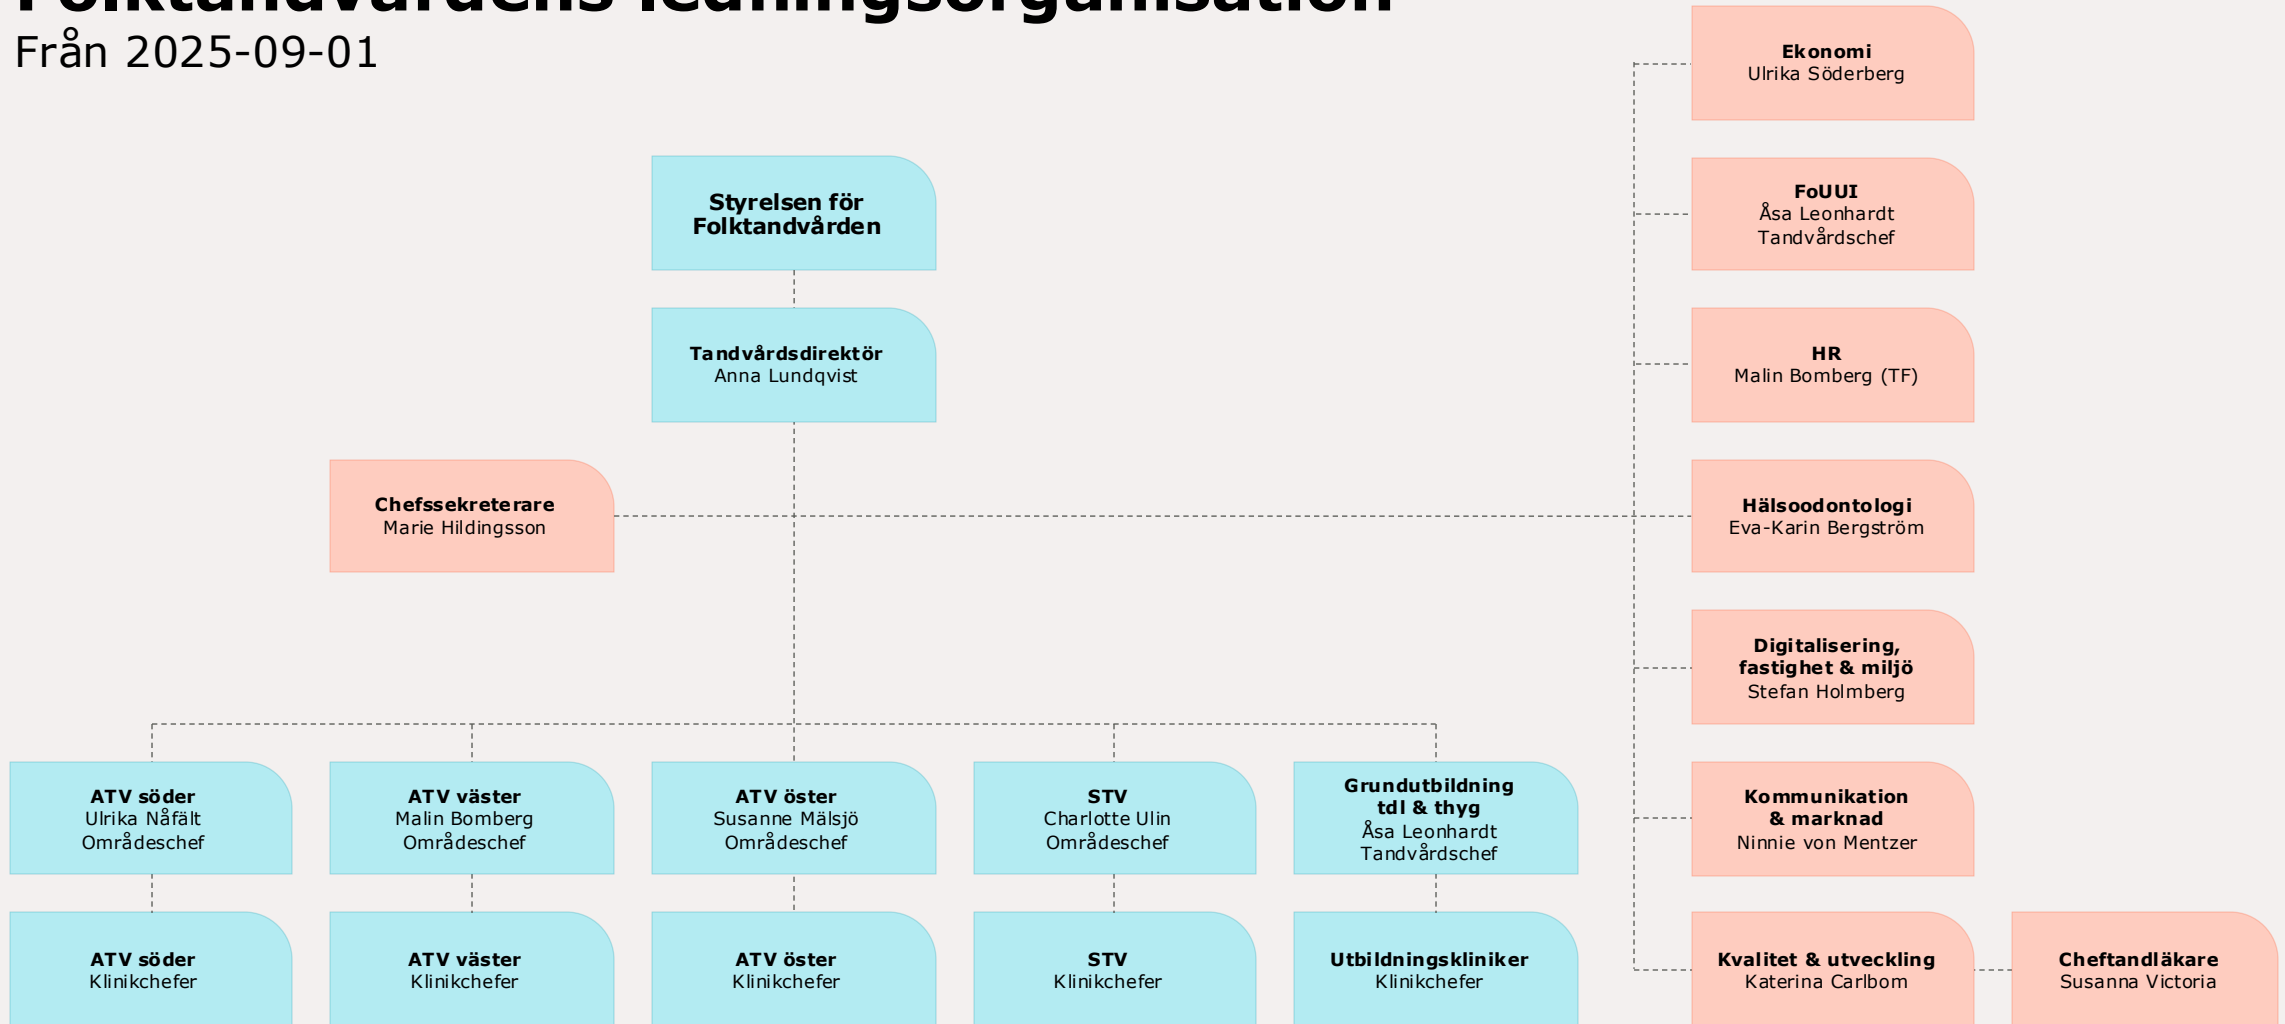 Folktandvårdens ledningsorganisation
Från 2025-09-01
Ekonomi
Ulrika Söderberg
Styrelsen för
Folktandvården
FoUUI
Åsa Leonhardt
Tandvårdschef
Tandvårdsdirektör
Anna Lundqvist
HR
Malin Bomberg (TF)
Chefssekreterare
Marie Hildingsson
Hälsoodontologi
Eva-Karin Bergström
Digitalisering,
fastighet & miljö
Stefan Holmberg
ATV söder
Ulrika Nåfält
Områdeschef
ATV väster
Malin Bomberg
Områdeschef
ATV öster
Susanne Mälsjö
Områdeschef
STV
Charlotte Ulin
Områdeschef
Grundutbildning
tdl & thyg
Åsa Leonhardt
Tandvårdschef
Kommunikation
& marknad
Ninnie von Mentzer
ATV söder
Klinikchefer
ATV väster
Klinikchefer
ATV öster
Klinikchefer
STV
Klinikchefer
Utbildningskliniker
Klinikchefer
Kvalitet & utveckling
Katerina Carlbom
Cheftandläkare
Susanna Victoria